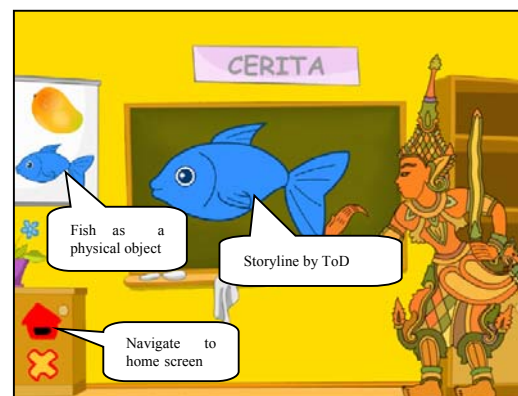 CERITA
Fish as a
physical object
Storyline by ToD
Navigate to
home screen